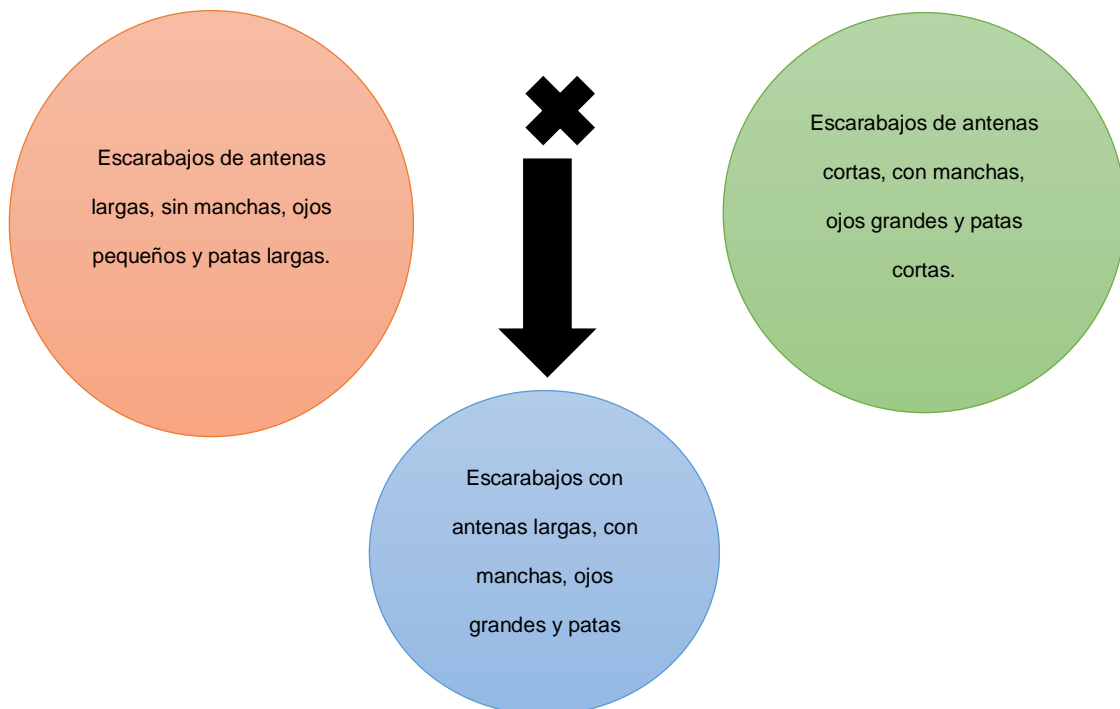 Escarabajos de antenas
largas, sin manchas, ojos
pequeños y patas largas.
Escarabajos de antenas
cortas, con manchas,
ojos grandes y patas
cortas.
Escarabajos con
antenas largas, con
manchas, ojos
grandes y patas